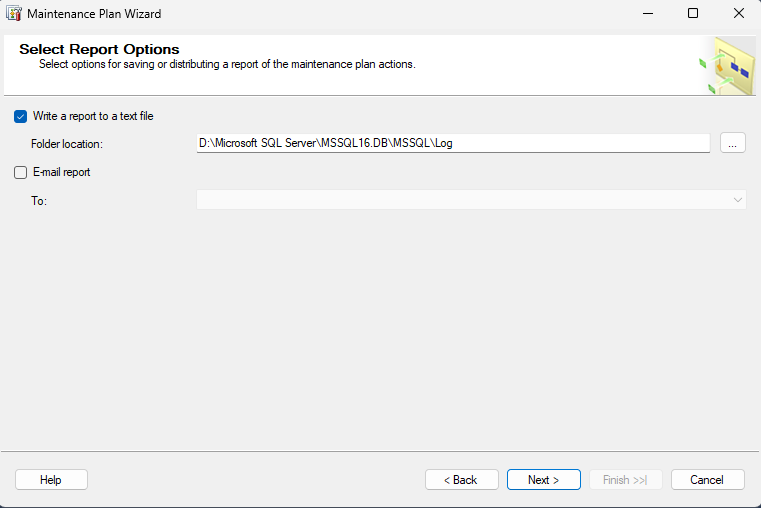 Maintenance Plan Wizard
Select Report Options
Select options for saving or distributing a report of the maintenance plan actions.
Write a report to a text file
Folder location:
D:\Microsoft SQL Server\MSSQL16.DB\MSSQL\Log
...
E-mail report
To:
Help
< Back
Next >
Finish >>|
Cancel